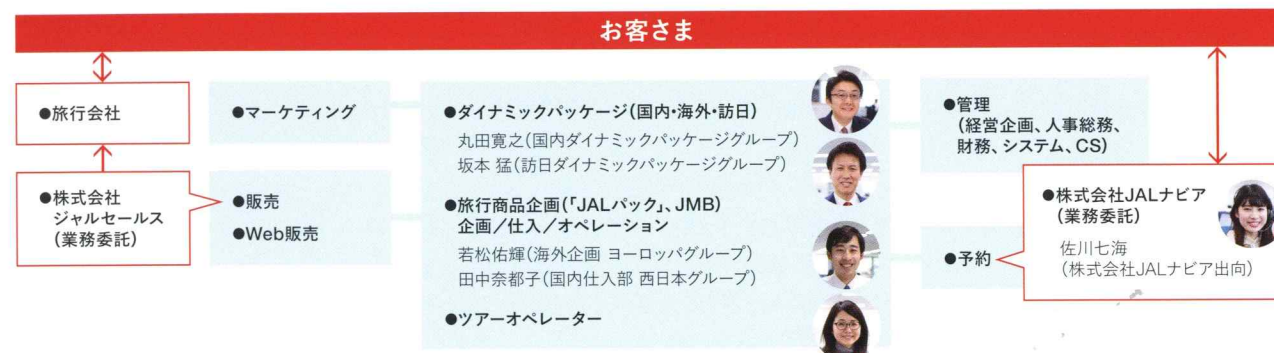 お客さま
●旅行会社
●株式会社
ジャルセールス
(業務委託)
●マーケティング
●販売
●Web販売
●ダイナミックパッケージ(国内・海外・訪日)
丸田寛之(国内ダイナミックパッケージグループ)
坂本 猛(訪日ダイナミックパッケージグループ)
●旅行商品企画(「JALパック」、JMB)
企画/仕入/オペレーション
若松佑輝(海外企画 ヨーロッパグループ)
田中奈都子(国内仕入部 西日本グループ)
●ツアーオペレーター
●管理
(経営企画、人事総務、
財務、システム、CS)
●予約
●株式会社JALナビア
(業務委託)
佐川七海
(株式会社JALナビア出向)